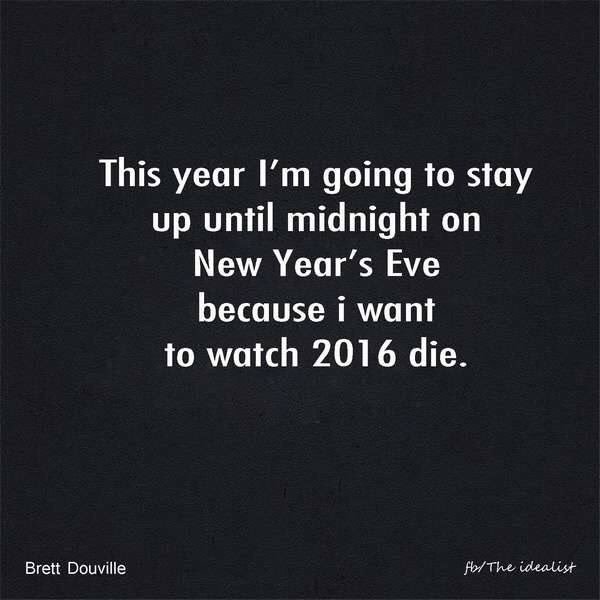 This year I’m going to stay
up until midnight on
New Year’s Eve
because i want
to watch 2016 die.
Brett Douville
fb/The idealist